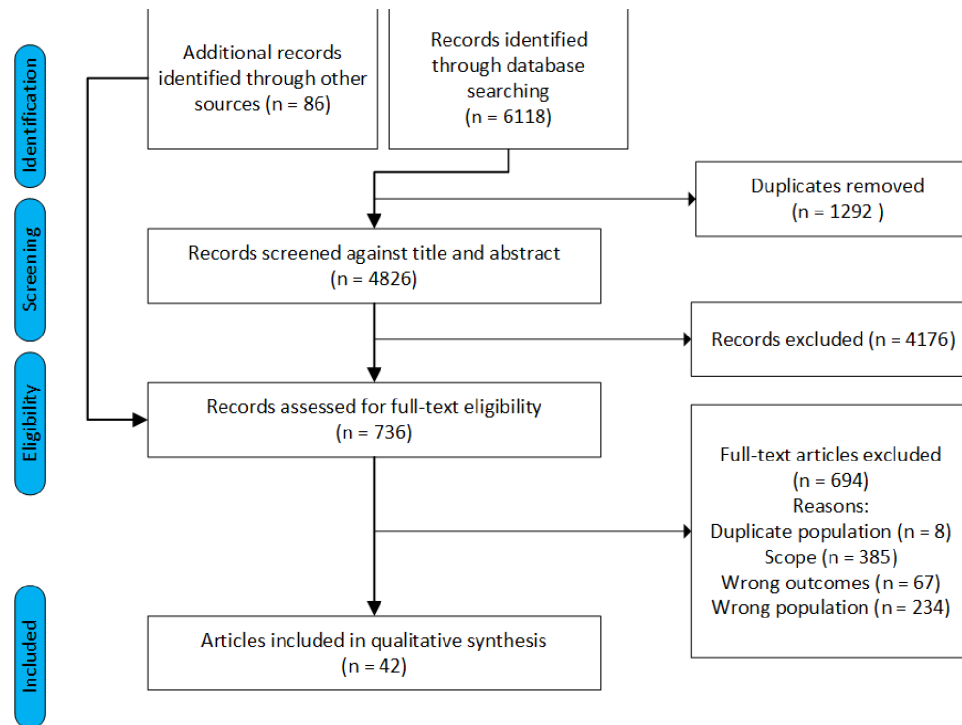 Identification
Additional records
identified through other
sources (n = 86)
Records identified
through database
searching
(n = 6118)
Duplicates removed
(n = 1292 )
Screening
Records screened against title and abstract
(n = 4826)
Records excluded (n = 4176)
Eligibility
Records assessed for full-text eligibility
(n = 736)
Full-text articles excluded
(n = 694)
Reasons:
Duplicate population (n = 8)
Scope (n = 385)
Wrong outcomes (n = 67)
Wrong population (n = 234)
Included
Articles included in qualitative synthesis
(n = 42)